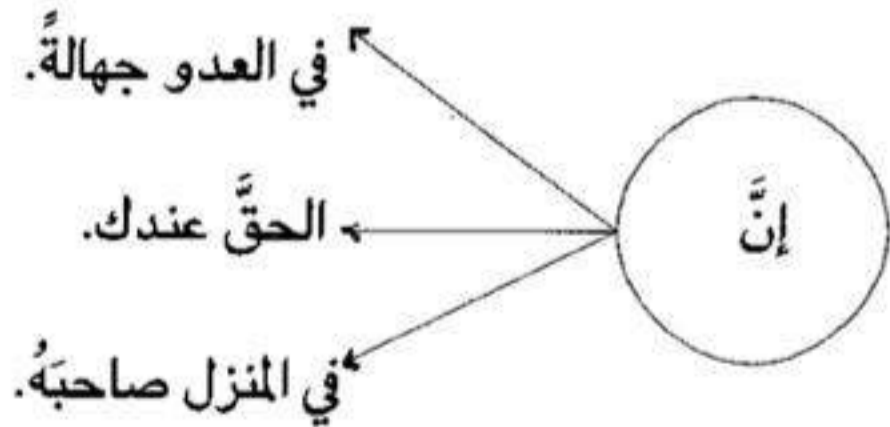 إنَّ
في العدو جهالةً.
الحقَّ عندك.
في المنزل صاحبَهُ.